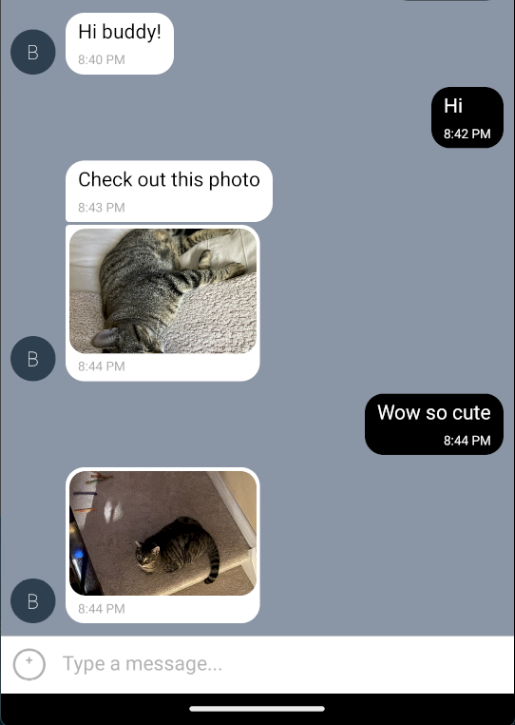 Hi buddy!
8:40 PM
B
Hi
8:42 PM
Check out this photo
8:43 PM
8:44 PM
B
Wow so cute
8:44 PM
8:44 PM
B
Type a message...